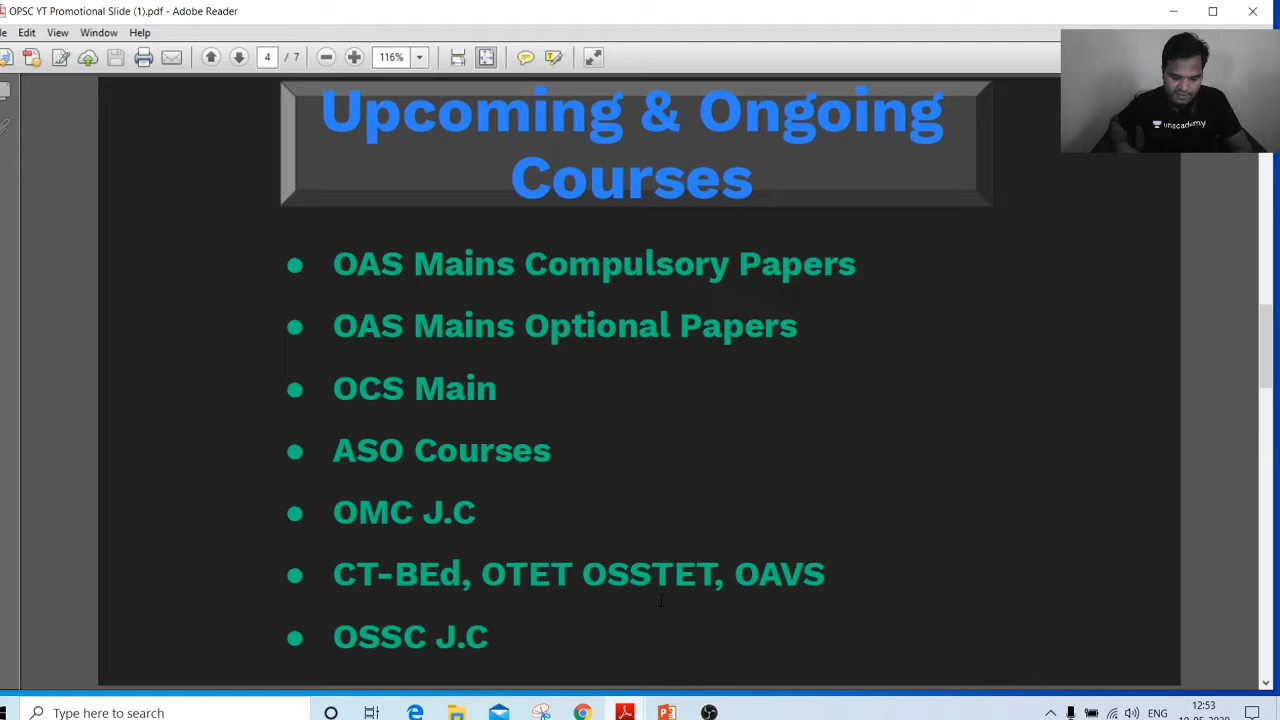 OPSC YT Promotional Slide (1).pdf - Adobe Reader
le Edit View Window Help
4 / 7 116%
unacademy
Upcoming & Ongoing
Courses
● OAS Mains Compulsory Papers
● OAS Mains Optional Papers
● OCS Main
● ASO Courses
● OMC J.C
● CT-BEd, OTET OSSTET, OAVS
● OSSC J.C
Type here to search
ENG
12:53